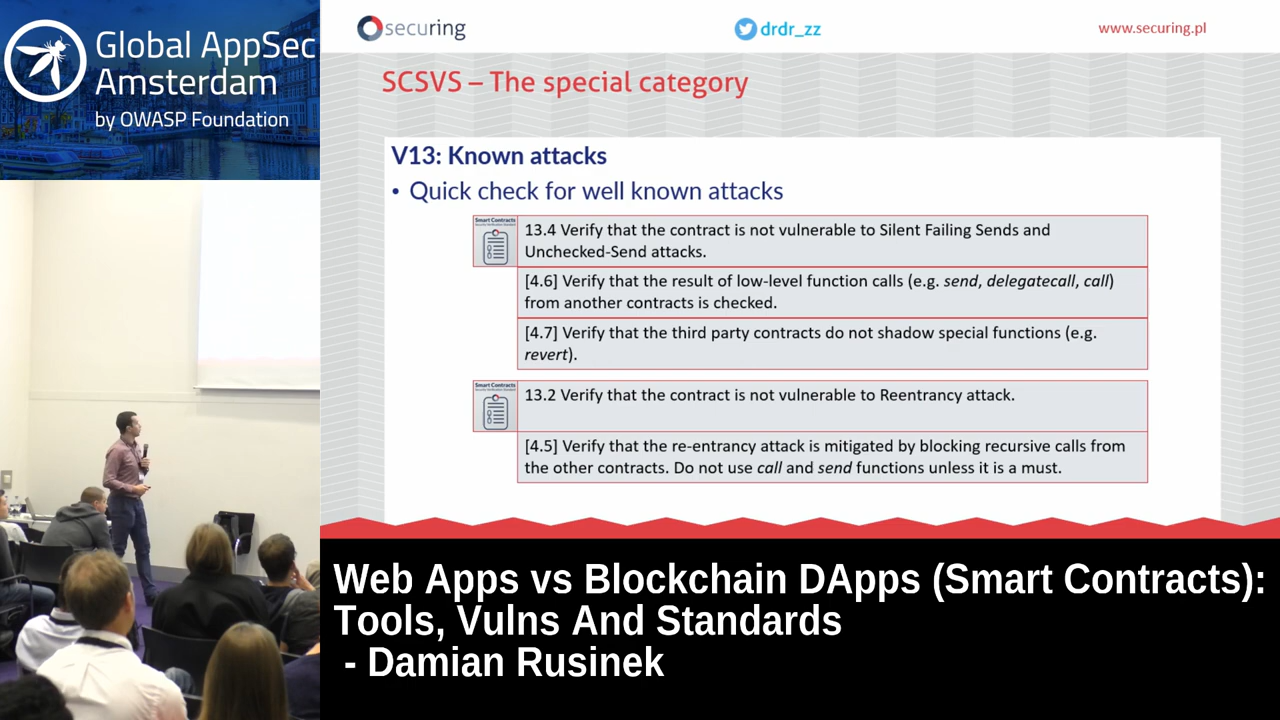 Global AppSec
Amsterdam
by OWASP Foundation
securing
drdr_zz
www.securing.pl
SCSVS – The special category
V13: Known attacks
• Quick check for well known attacks
Smart Contracts
13.4 Verify that the contract is not vulnerable to Silent Failing Sends and
Unchecked-Send attacks.
[4.6] Verify that the result of low-level function calls (e.g. send, delegatecall, call)
from another contracts is checked.
[4.7] Verify that the third party contracts do not shadow special functions (e.g.
revert).
Smart Contracts
13.2 Verify that the contract is not vulnerable to Reentrancy attack.
[4.5] Verify that the re-entrancy attack is mitigated by blocking recursive calls from
the other contracts. Do not use call and send functions unless it is a must.
Web Apps vs Blockchain DApps (Smart Contracts):
Tools, Vulns And Standards
- Damian Rusinek